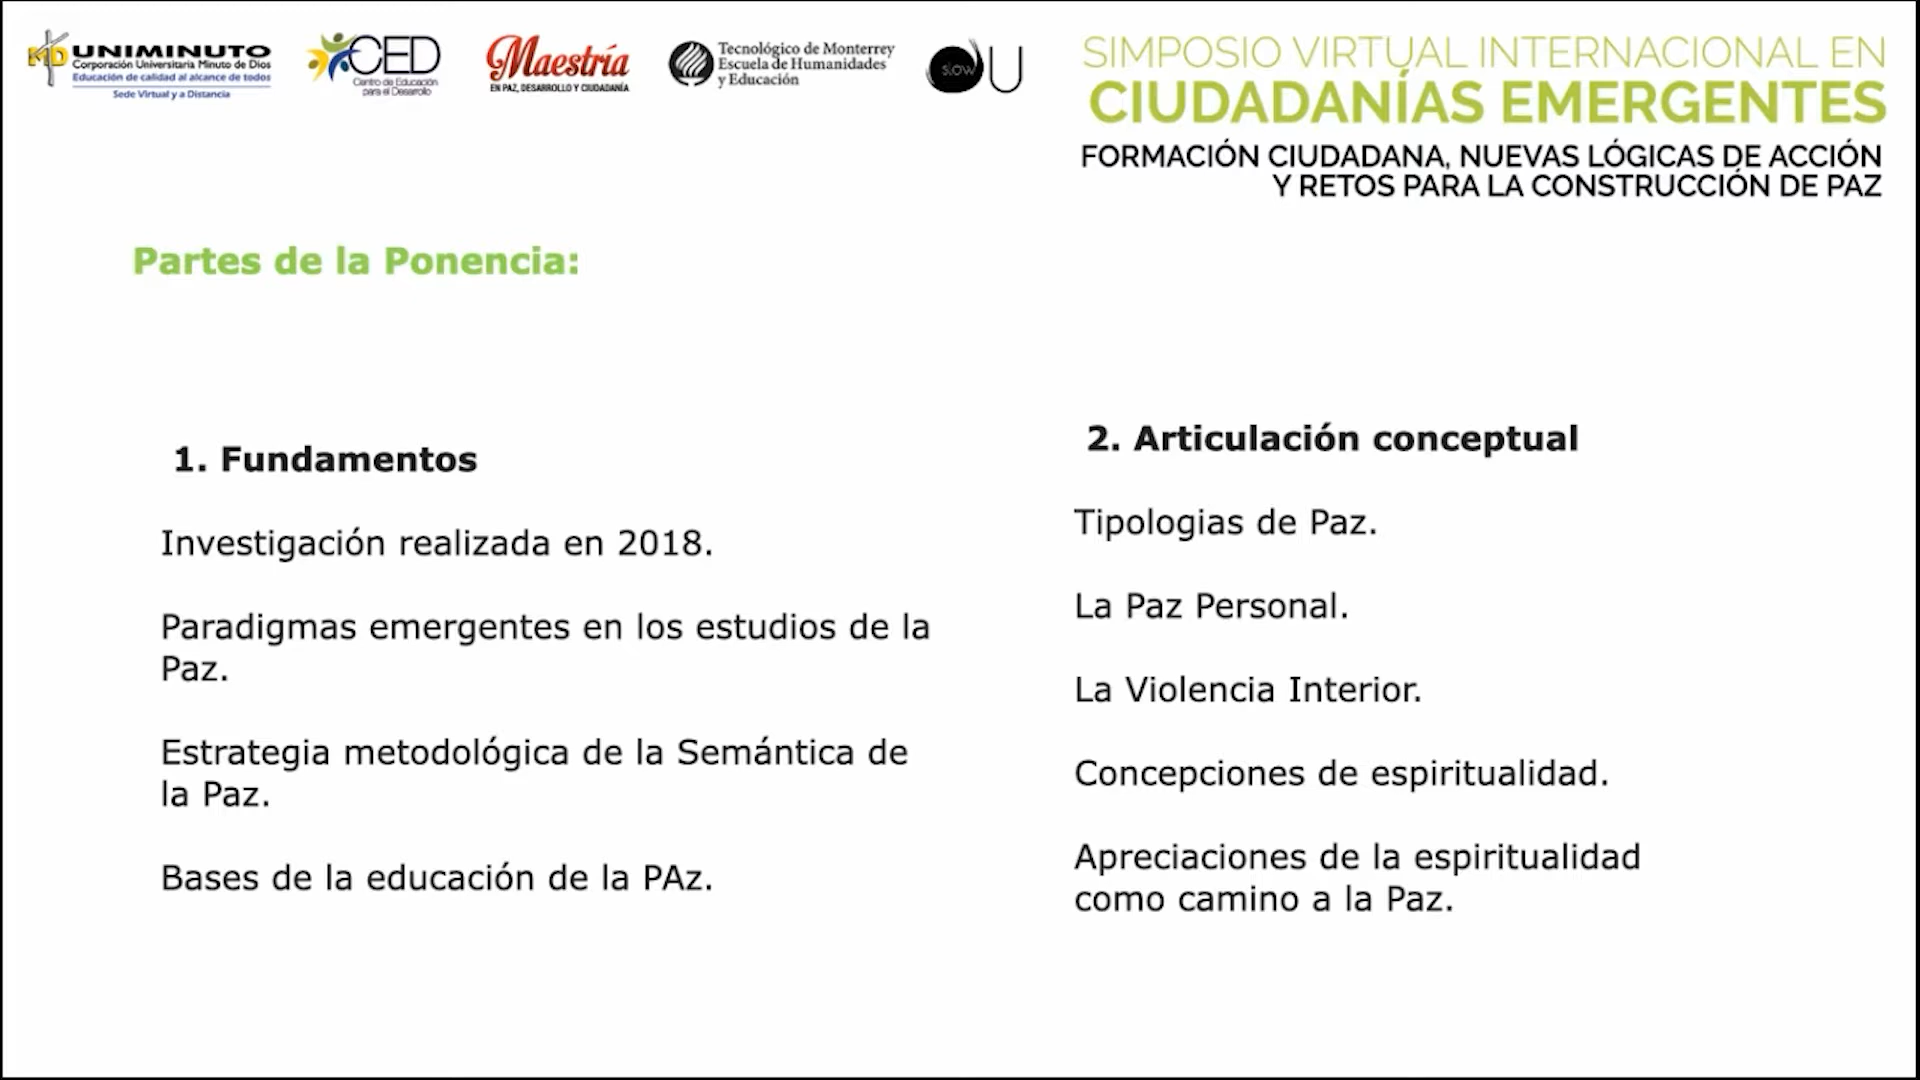 UNIMINUTO
Corporación Universitaria Minuto de Dios
Educación de calidad al alcance de todos
Sede Virtual y a Distancia
CED
Centro de Educación
para el Desarrollo
Maestría
EN PAZ, DESARROLLO Y CIUDADANÍA
Tecnológico de Monterrey
Escuela de Humanidades
y Educación
slow U
SIMPOSIO VIRTUAL INTERNACIONAL EN
CIUDADANÍAS EMERGENTES
FORMACIÓN CIUDADANA, NUEVAS LÓGICAS DE ACCIÓN
Y RETOS PARA LA CONSTRUCCIÓN DE PAZ
Partes de la Ponencia:
1. Fundamentos
Investigación realizada en 2018.
Paradigmas emergentes en los estudios de la
Paz.
Estrategia metodológica de la Semántica de
la Paz.
Bases de la educación de la PAz.
2. Articulación conceptual
Tipologias de Paz.
La Paz Personal.
La Violencia Interior.
Concepciones de espiritualidad.
Apreciaciones de la espiritualidad
como camino a la Paz.